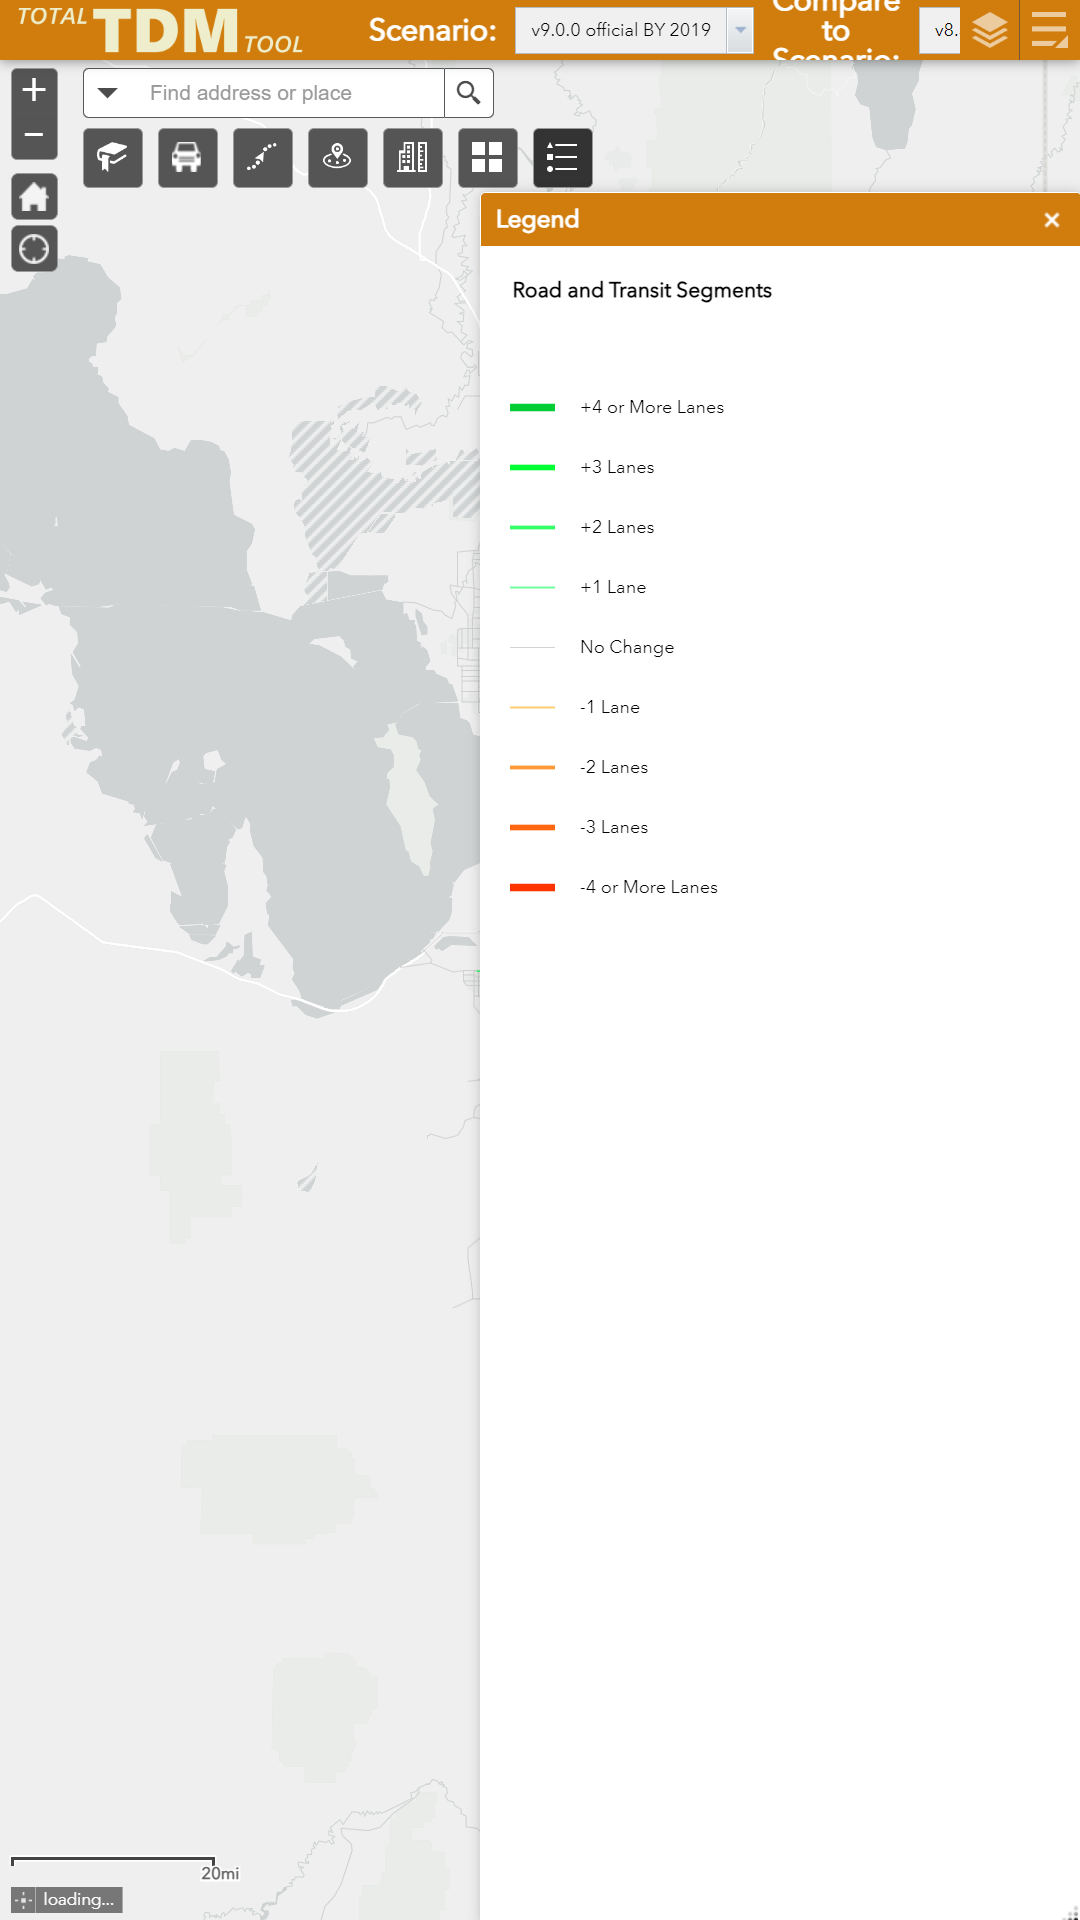 TOTAL TDM TOOL
Scenario:
v9.0.0 official BY 2019
Compare
to
Scenario:
v8.
Find address or place
Legend
Road and Transit Segments
+4 or More Lanes
+3 Lanes
+2 Lanes
+1 Lane
No Change
-1 Lane
-2 Lanes
-3 Lanes
-4 or More Lanes
20mi
loading...